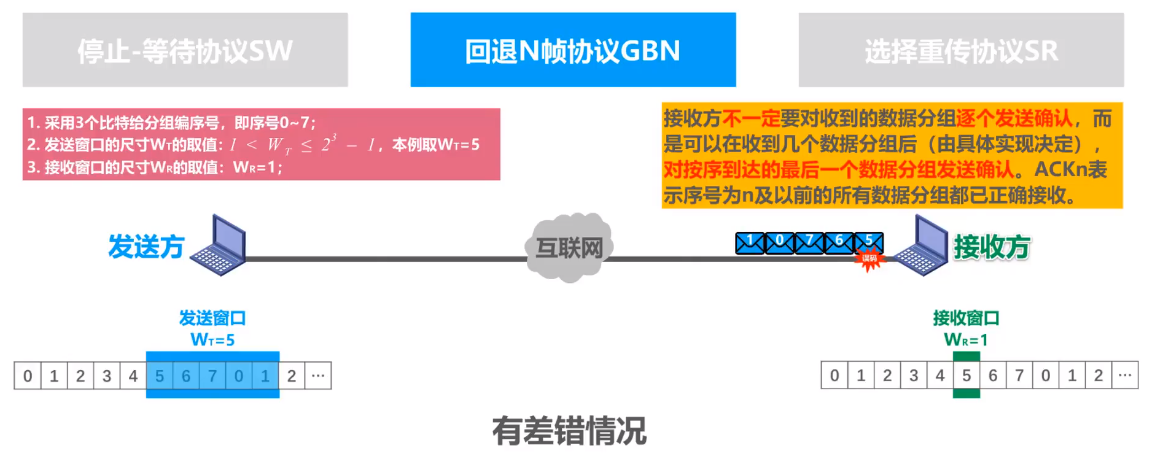 停止-等待协议SW
回退N帧协议GBN
选择重传协议SR
1. 采用3个比特给分组编序号，即序号0~7；
2. 发送窗口的尺寸WT的取值：1 < WT ≤ 2³ − 1，本例取WT=5
3. 接收窗口的尺寸WR的取值：WR=1；
接收方不一定要对收到的数据分组逐个发送确认，而
是可以在收到几个数据分组后（由具体实现决定），
对按序到达的最后一个数据分组发送确认。ACKn表
示序号为n及以前的所有数据分组都已正确接收。
发送方
互联网
1 0 7 6 5
误码
接收方
发送窗口
WT=5
0 1 2 3 4 5 6 7 0 1 2 …
接收窗口
WR=1
0 1 2 3 4 5 6 7 0 1 2 …
有差错情况